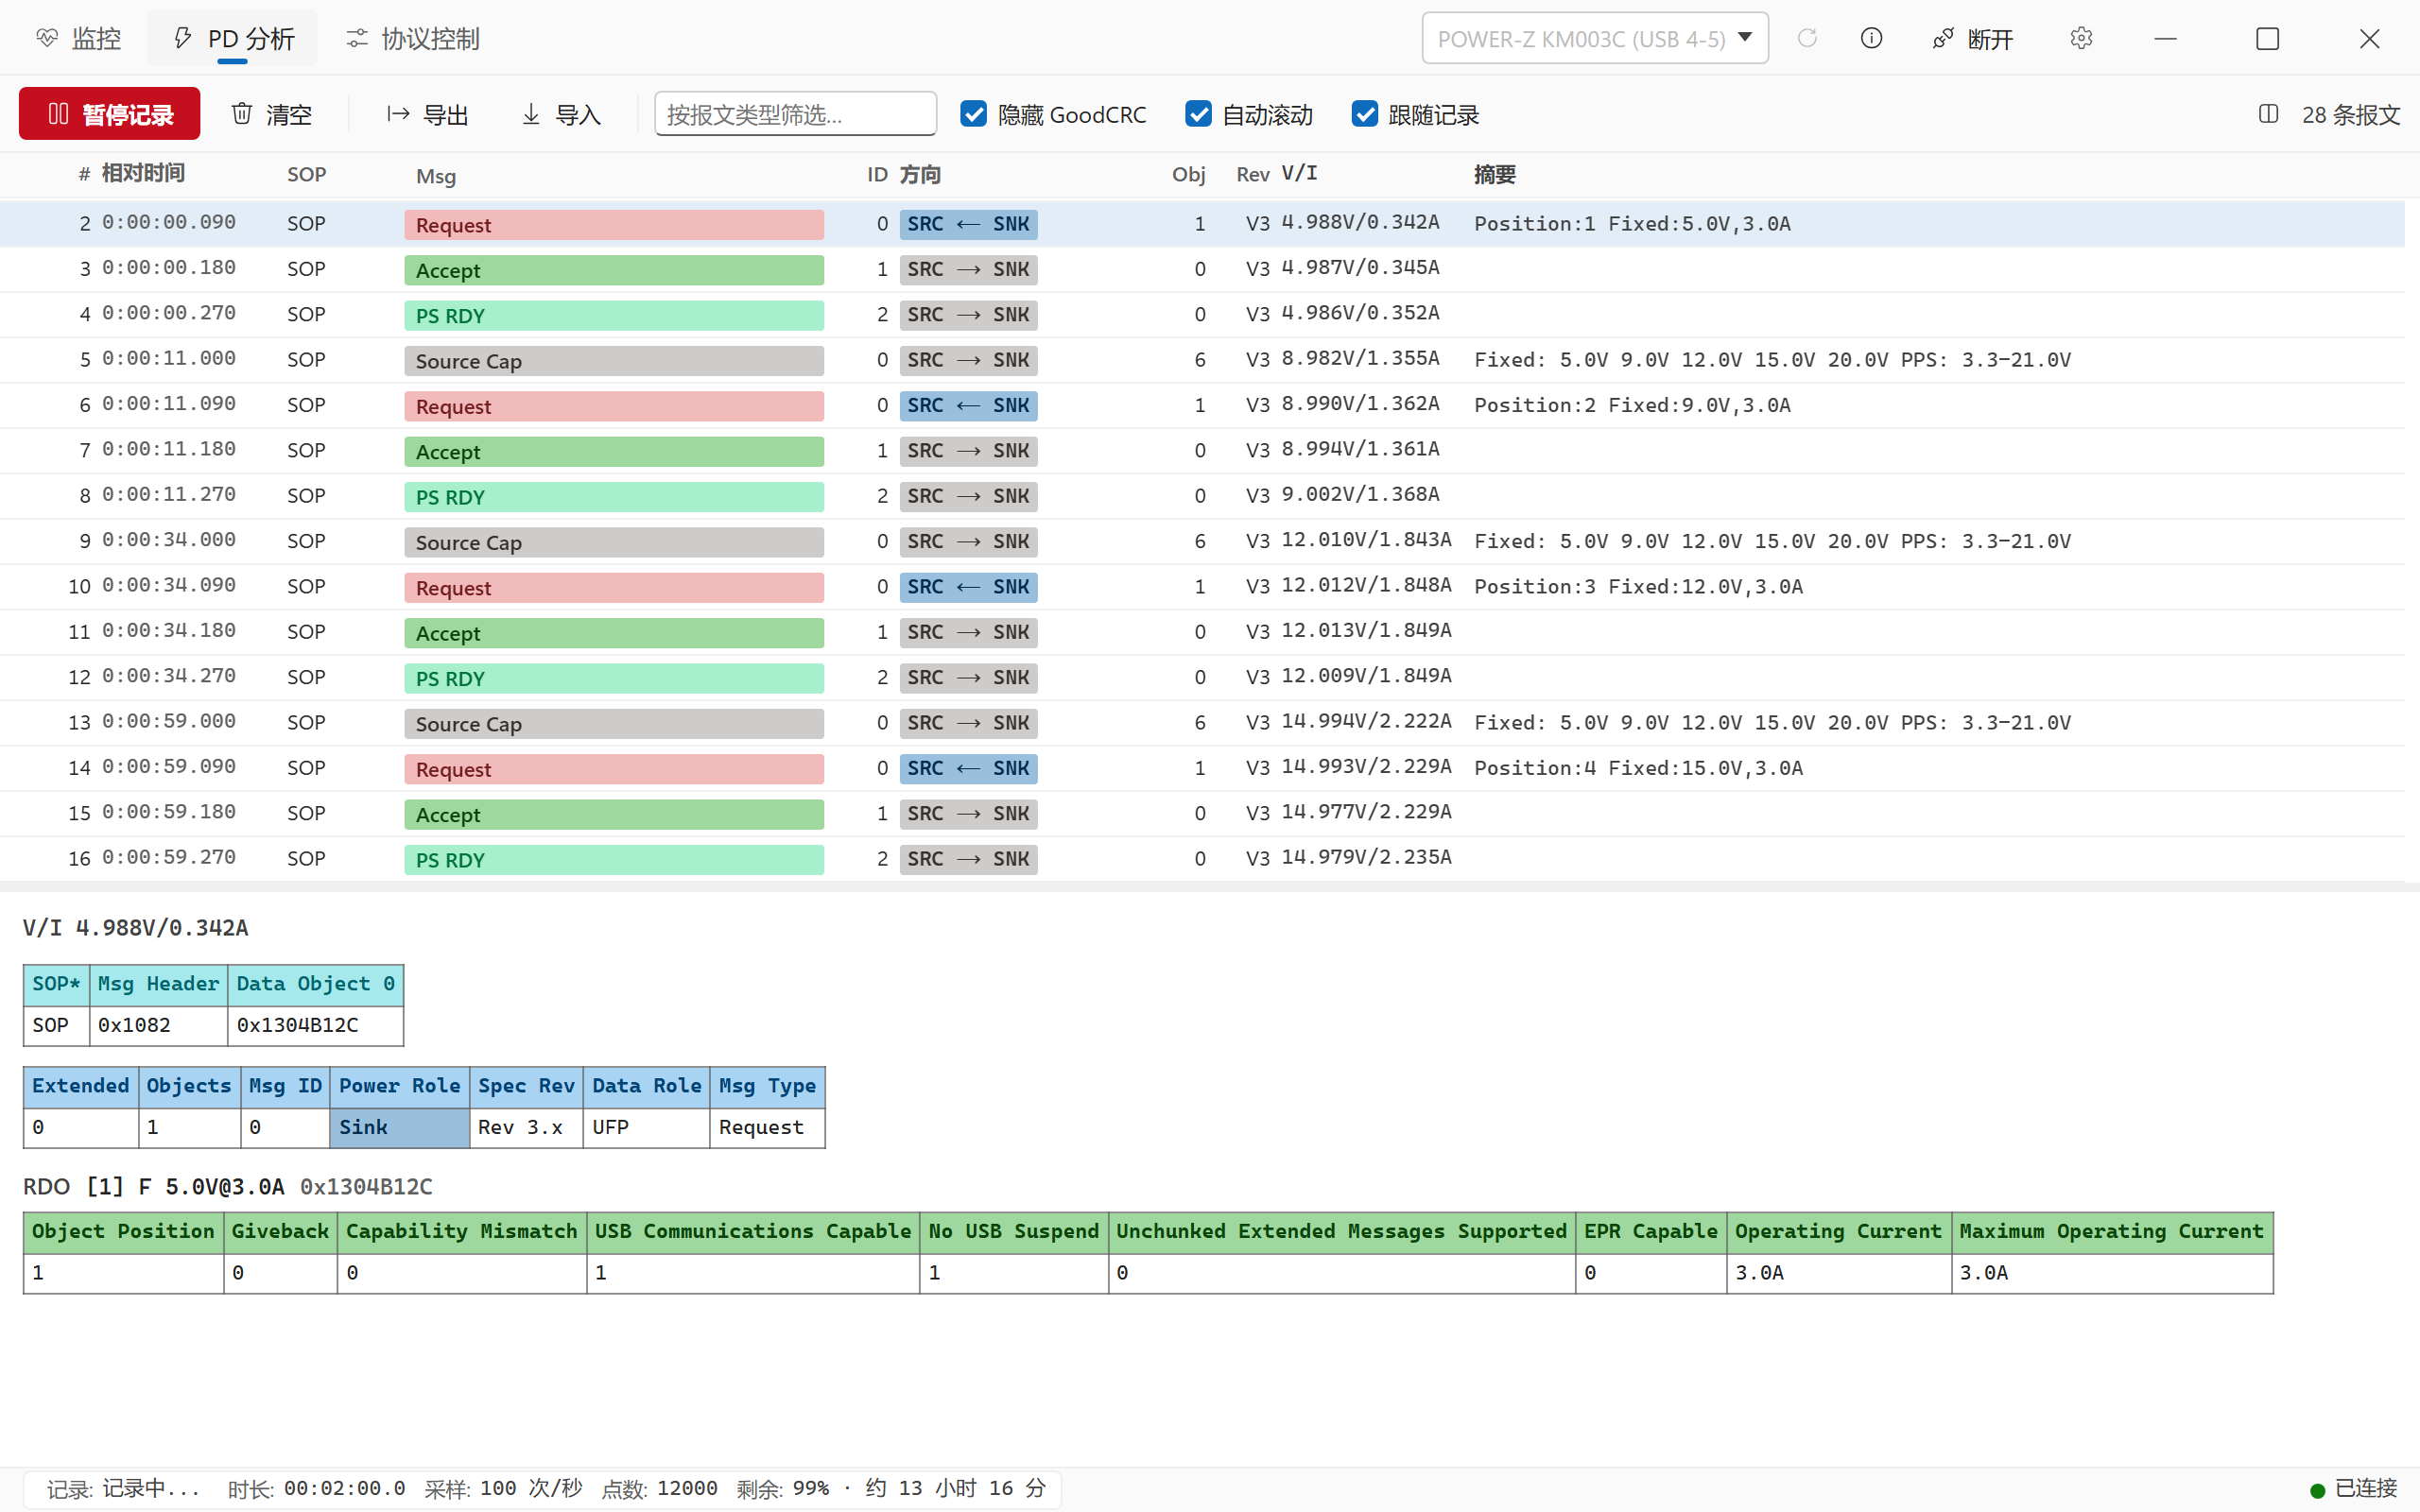 监控 PD 分析 协议控制 POWER-Z KM003C (USB 4-5) 断开
暂停记录 清空 导出 导入 按报文类型筛选... 隐藏 GoodCRC 自动滚动 跟随记录 28 条报文
# 相对时间 SOP Msg ID 方向 Obj Rev V/I 摘要
2 0:00:00.090 SOP Request 0 SRC ⟵ SNK 1 V3 4.988V/0.342A Position:1 Fixed:5.0V,3.0A
3 0:00:00.180 SOP Accept 1 SRC ⟶ SNK 0 V3 4.987V/0.345A
4 0:00:00.270 SOP PS RDY 2 SRC ⟶ SNK 0 V3 4.986V/0.352A
5 0:00:11.000 SOP Source Cap 0 SRC ⟶ SNK 6 V3 8.982V/1.355A Fixed: 5.0V 9.0V 12.0V 15.0V 20.0V PPS: 3.3-21.0V
6 0:00:11.090 SOP Request 0 SRC ⟵ SNK 1 V3 8.990V/1.362A Position:2 Fixed:9.0V,3.0A
7 0:00:11.180 SOP Accept 1 SRC ⟶ SNK 0 V3 8.994V/1.361A
8 0:00:11.270 SOP PS RDY 2 SRC ⟶ SNK 0 V3 9.002V/1.368A
9 0:00:34.000 SOP Source Cap 0 SRC ⟶ SNK 6 V3 12.010V/1.843A Fixed: 5.0V 9.0V 12.0V 15.0V 20.0V PPS: 3.3-21.0V
10 0:00:34.090 SOP Request 0 SRC ⟵ SNK 1 V3 12.012V/1.848A Position:3 Fixed:12.0V,3.0A
11 0:00:34.180 SOP Accept 1 SRC ⟶ SNK 0 V3 12.013V/1.849A
12 0:00:34.270 SOP PS RDY 2 SRC ⟶ SNK 0 V3 12.009V/1.849A
13 0:00:59.000 SOP Source Cap 0 SRC ⟶ SNK 6 V3 14.994V/2.222A Fixed: 5.0V 9.0V 12.0V 15.0V 20.0V PPS: 3.3-21.0V
14 0:00:59.090 SOP Request 0 SRC ⟵ SNK 1 V3 14.993V/2.229A Position:4 Fixed:15.0V,3.0A
15 0:00:59.180 SOP Accept 1 SRC ⟶ SNK 0 V3 14.977V/2.229A
16 0:00:59.270 SOP PS RDY 2 SRC ⟶ SNK 0 V3 14.979V/2.235A
V/I 4.988V/0.342A
SOP* Msg Header Data Object 0
SOP 0x1082 0x1304B12C
Extended Objects Msg ID Power Role Spec Rev Data Role Msg Type
0 1 0 Sink Rev 3.x UFP Request
RDO [1] F 5.0V@3.0A 0x1304B12C
Object Position Giveback Capability Mismatch USB Communications Capable No USB Suspend Unchunked Extended Messages Supported EPR Capable Operating Current Maximum Operating Current
1 0 0 1 1 0 0 3.0A 3.0A
记录: 记录中... 时长: 00:02:00.0 采样: 100 次/秒 点数: 12000 剩余: 99% · 约 13 小时 16 分 已连接